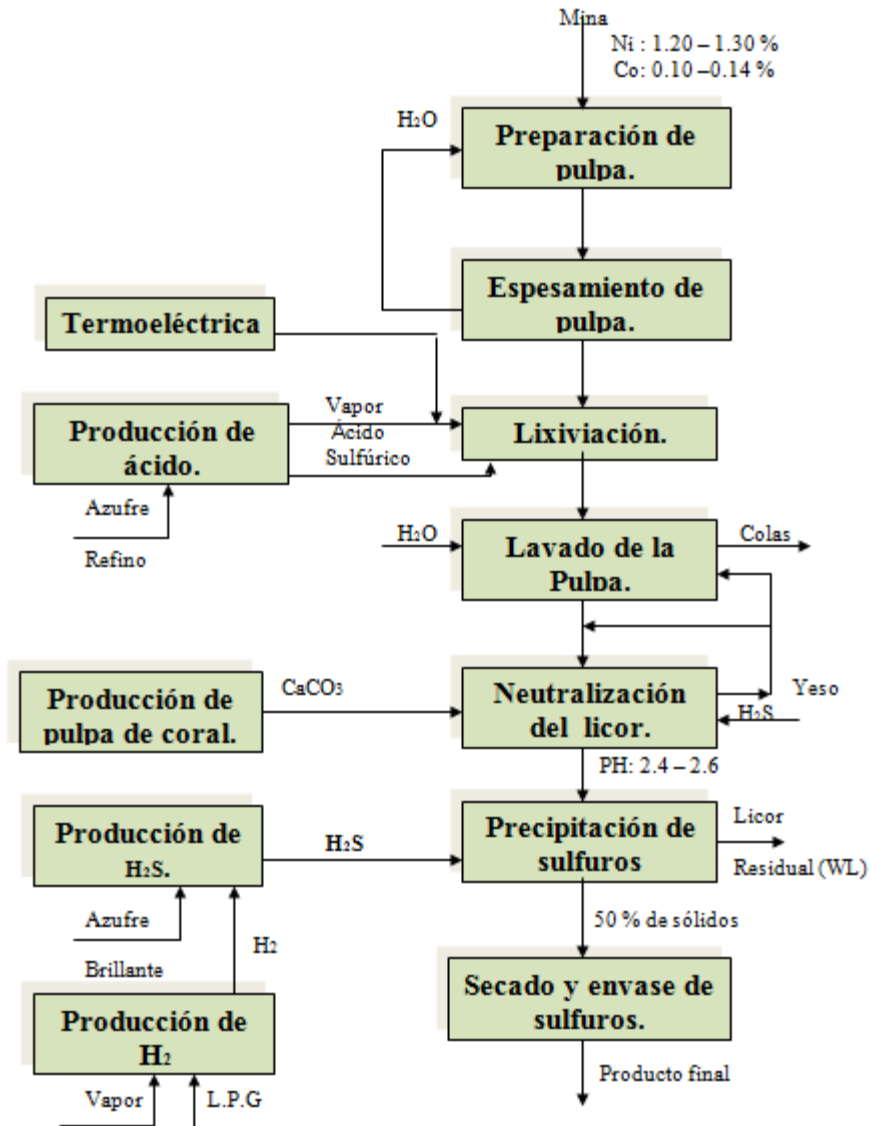 Mina
Ni : 1.20 – 1.30 %
Co: 0.10 –0.14 %
H2O
Preparación de
pulpa.
Espesamiento de
pulpa.
Termoeléctrica
Vapor
Ácido
Sulfúrico
Producción de
ácido.
Lixiviación.
Azufre
Refino
H2O
Lavado de la
Pulpa.
Colas
Producción de
pulpa de coral.
CaCO3
Neutralización
del licor.
Yeso
H2S
PH: 2.4 – 2.6
Producción de
H2S.
H2S
Precipitación de
sulfuros
Licor
Residual (WL)
Azufre
Brillante
H2
50 % de sólidos
Secado y envase de
sulfuros.
Producción de
H2
Vapor
L.P.G
Producto final